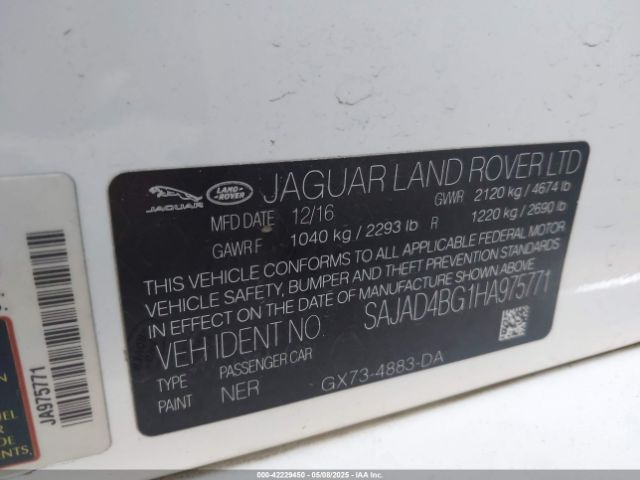 JAGUAR
LAND-
ROVER
JAGUAR LAND ROVER LTD
MFD DATE 12/16 GVWR 2120 kg / 4674 lb
GAWR F 1040 kg / 2293 lb R 1220 kg / 2690 lb
THIS VEHICLE CONFORMS TO ALL APPLICABLE FEDERAL MOTOR
VEHICLE SAFETY, BUMPER, AND THEFT PREVENTION STANDARDS
IN EFFECT ON THE DATE OF MANUFACTURE SHOWN ABOVE.
VEH IDENT NO. SAJAD4BG1HA975771
TYPE PASSENGER CAR
PAINT NER GX73-4883-DA
JA975771
000-42229450 - 05/08/2025 - IAA Inc.